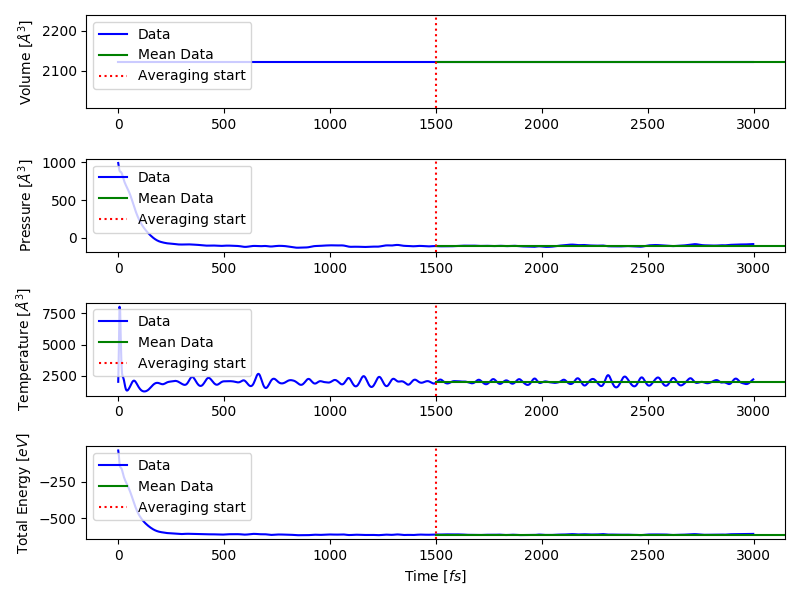 Volume [Å³]
2200
2100
Data
Mean Data
Averaging start
0 500 1000 1500 2000 2500 3000
Pressure [Å³]
1000
500
0
Data
Mean Data
Averaging start
0 500 1000 1500 2000 2500 3000
Temperature [Å³]
7500
5000
2500
Data
Mean Data
Averaging start
0 500 1000 1500 2000 2500 3000
Total Energy [eV]
−250
−500
Data
Mean Data
Averaging start
0 500 1000 1500 2000 2500 3000
Time [fs]